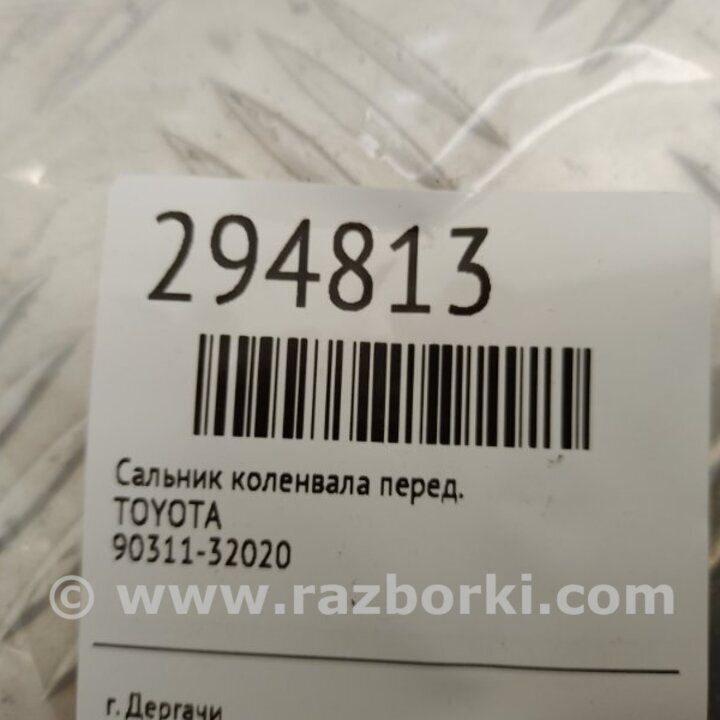 294813
Сальник коленвала перед.
TOYOTA
90311-32020
© www.razborki.com
г. Дергачи